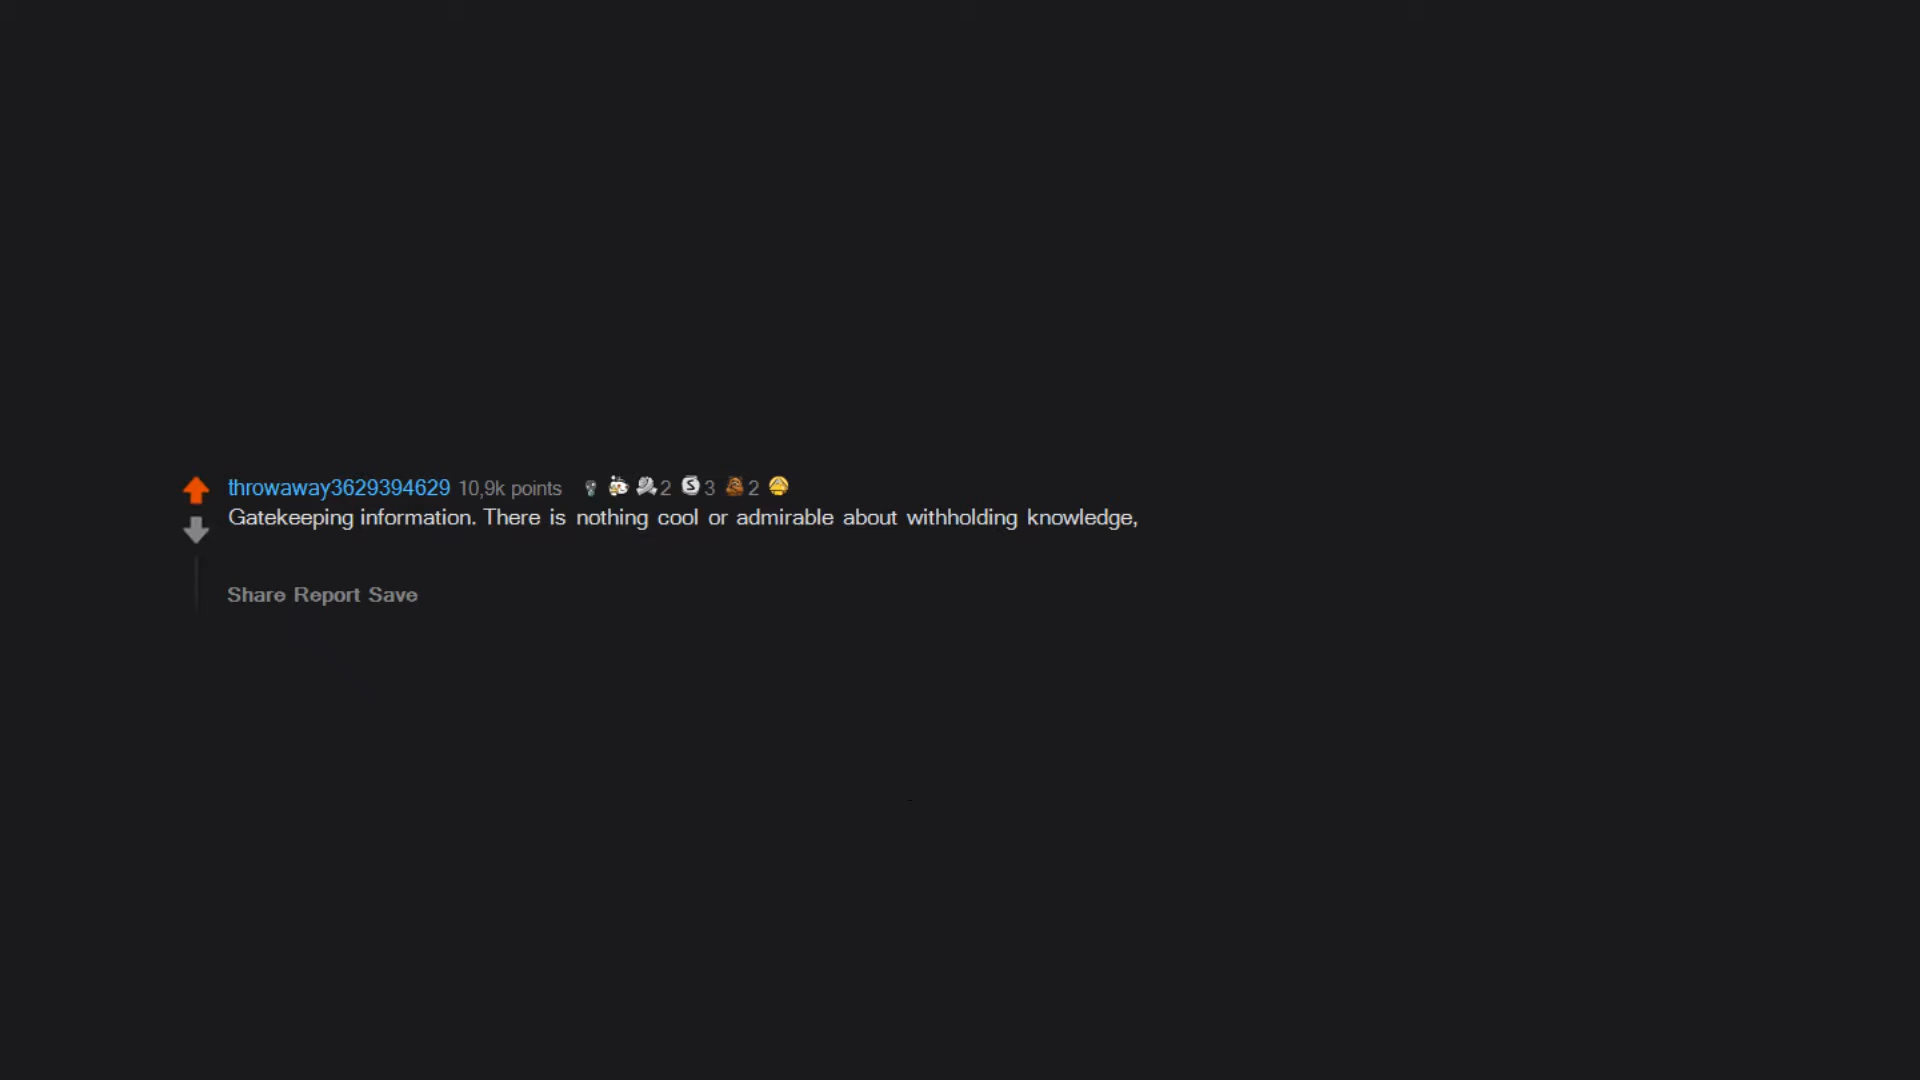 throwaway3629394629 10,9k points 2 3 2
Gatekeeping information. There is nothing cool or admirable about withholding knowledge,
Share Report Save